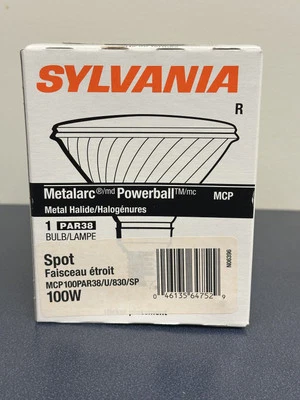 SYLVANIA
R
Metalarc®/md Powerball™/mc MCP
Metal Halide/Halogénures
1 PAR38
BULB/LAMPE
Spot
Faisceau étroit
MCP100PAR38/U/830/SP
100W
0 46135 64752 9
N06396